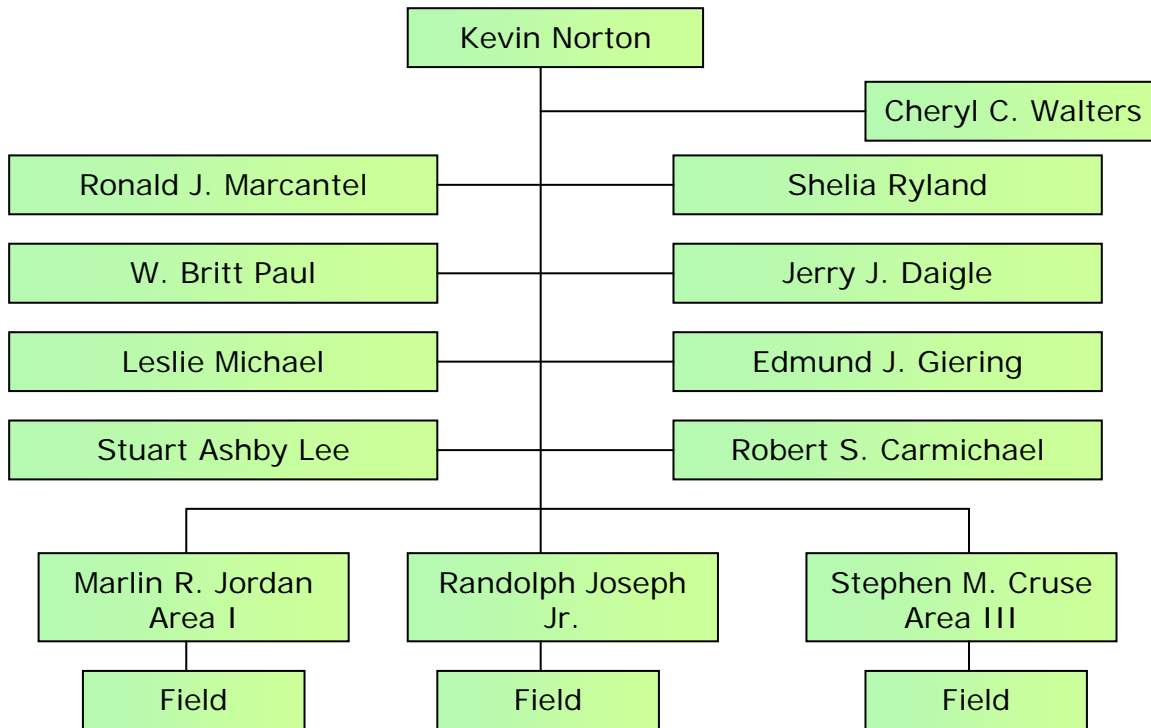 Kevin Norton
Cheryl C. Walters
Ronald J. Marcantel
Shelia Ryland
W. Britt Paul
Jerry J. Daigle
Leslie Michael
Edmund J. Giering
Stuart Ashby Lee
Robert S. Carmichael
Marlin R. Jordan
Area I
Randolph Joseph
Jr.
Stephen M. Cruse
Area III
Field
Field
Field